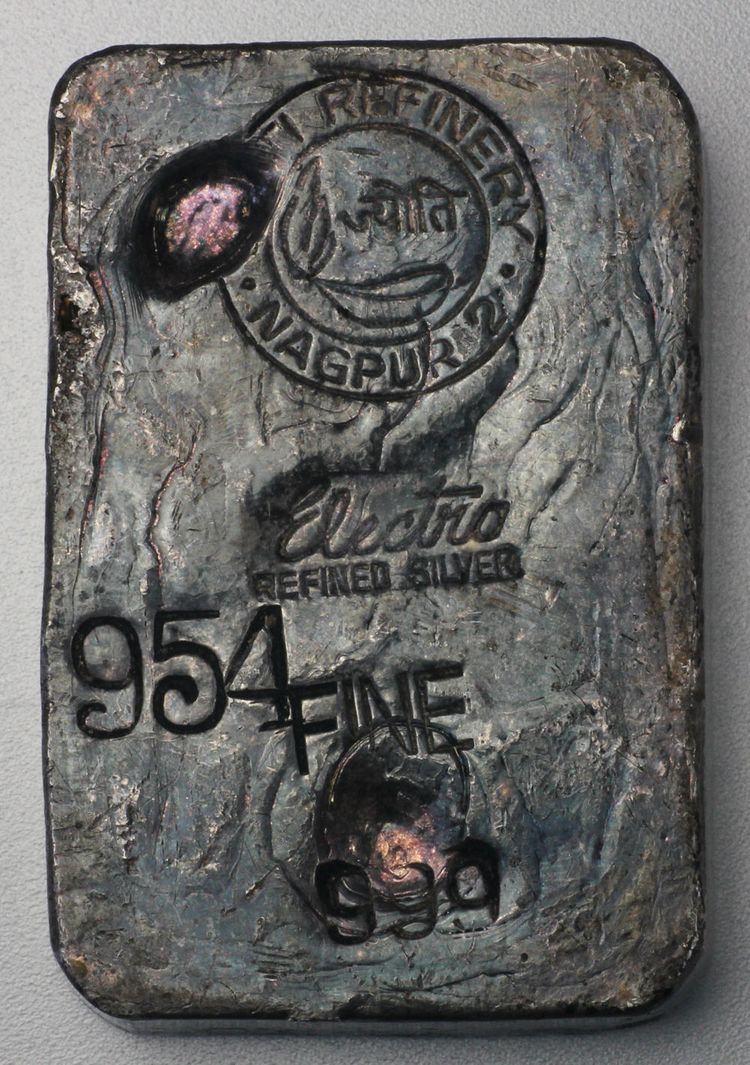 REFINERY
ज्योति
NAGPUR 2
Electro
REFINED SILVER
954
FINE
999